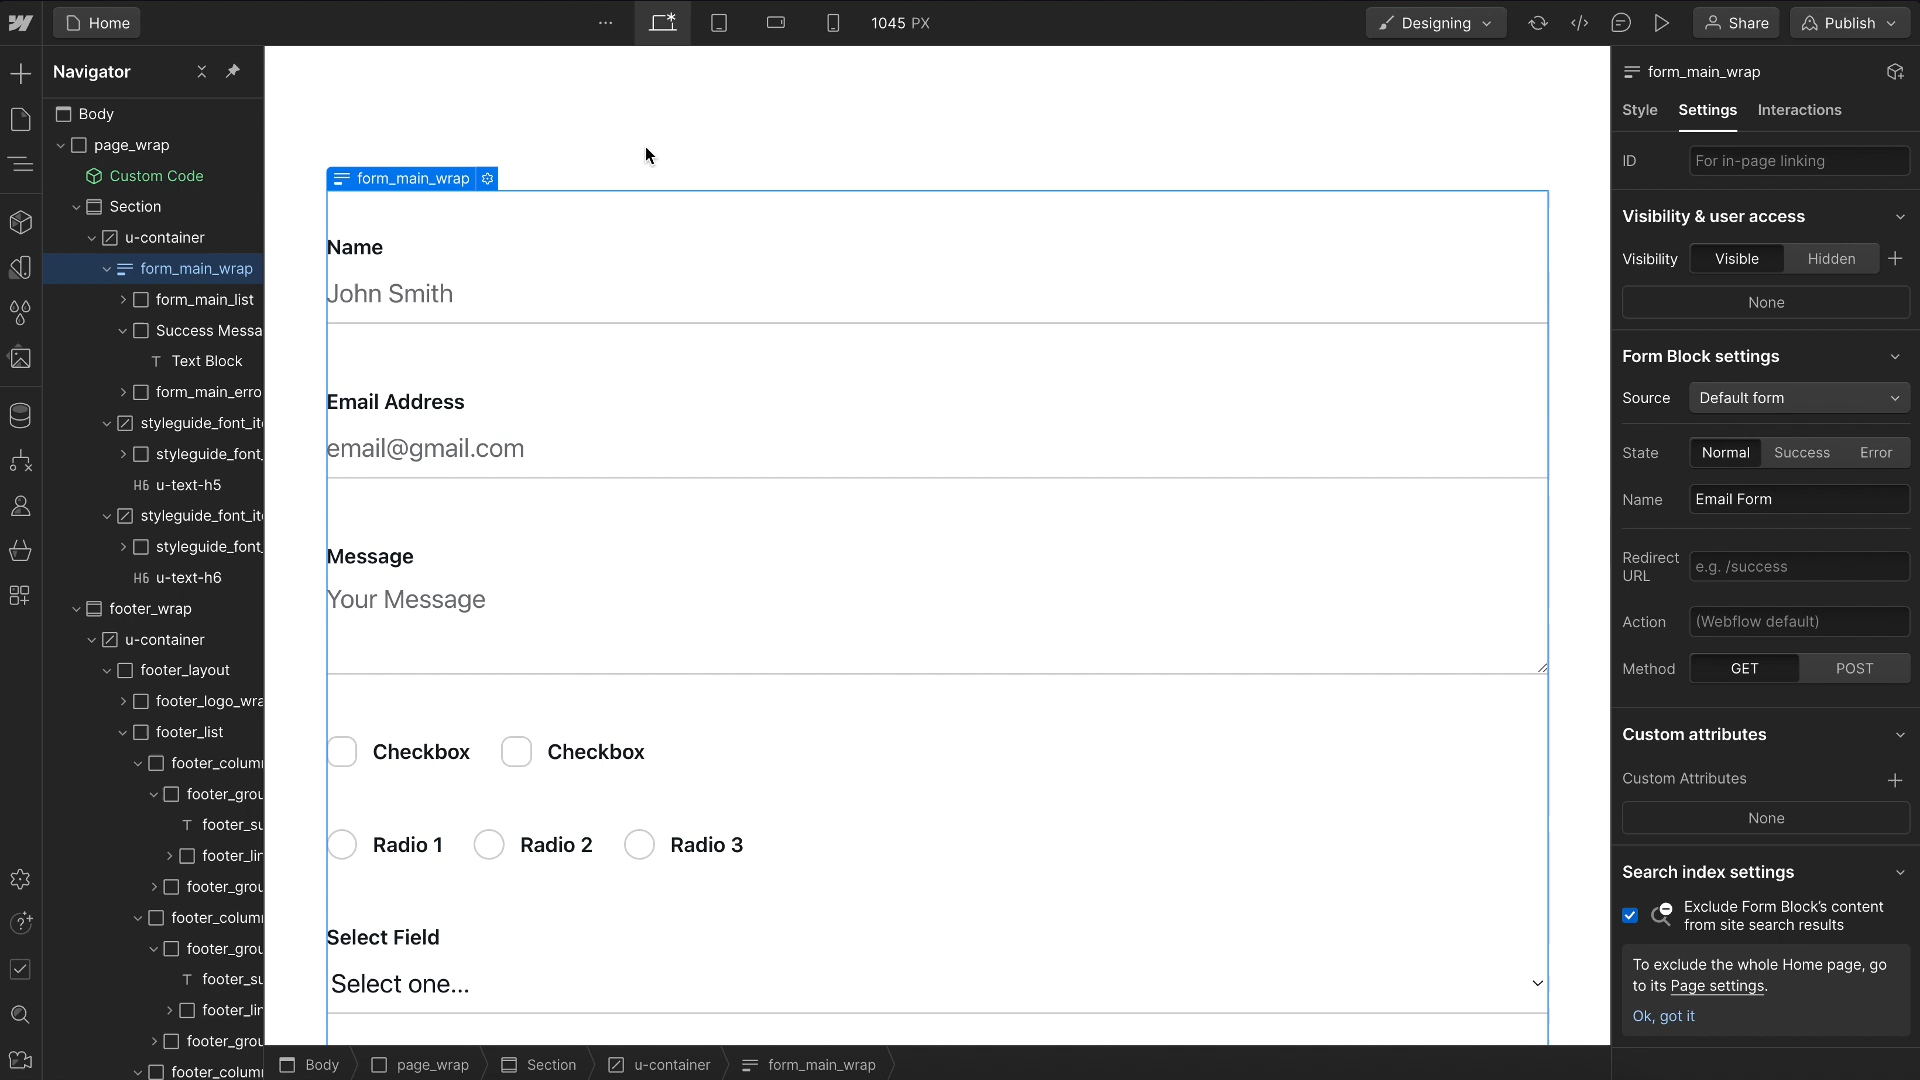 Home
1045 PX
Designing
Share
Publish
Navigator
Body
page_wrap
Custom Code
Section
u-container
form_main_wrap
form_main_list
Success Messa
Text Block
form_main_erro
styleguide_font_it
styleguide_font_
H6 u-text-h5
styleguide_font_it
styleguide_font_
H6 u-text-h6
footer_wrap
u-container
footer_layout
footer_logo_wra
footer_list
footer_colum
footer_grou
T footer_su
footer_lin
footer_grou
footer_colum
footer_grou
T footer_su
footer_lin
footer_grou
footer_colum
form_main_wrap
Name
John Smith
Email Address
email@gmail.com
Message
Your Message
Checkbox Checkbox
Radio 1 Radio 2 Radio 3
Select Field
Select one...
Body page_wrap Section u-container form_main_wrap
form_main_wrap
Style Settings Interactions
ID For in-page linking
Visibility & user access
Visibility Visible Hidden
None
Form Block settings
Source Default form
State Normal Success Error
Name Email Form
Redirect
URL e.g. /success
Action (Webflow default)
Method GET POST
Custom attributes
Custom Attributes
None
Search index settings
Exclude Form Block's content
from site search results
To exclude the whole Home page, go
to its Page settings.
Ok, got it